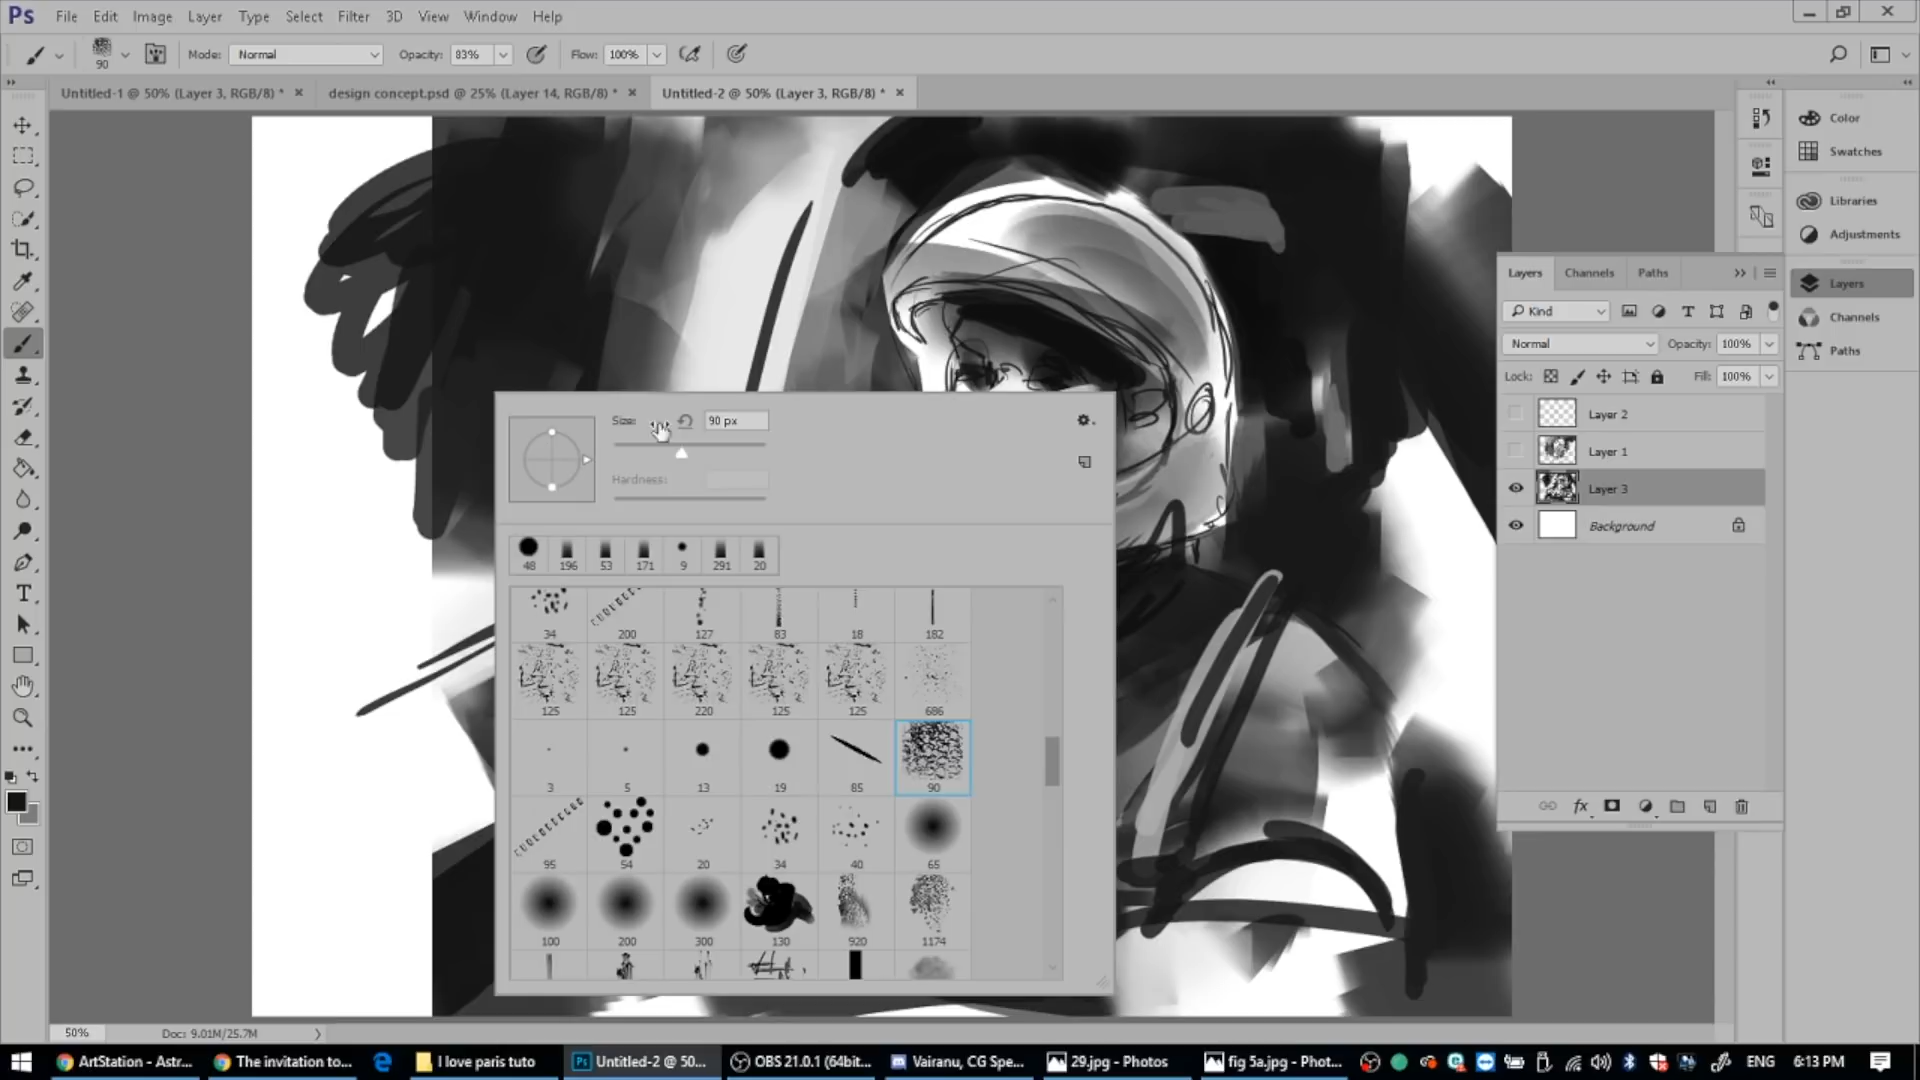 Ps File Edit Image Layer Type Select Filter 3D View Window Help
90 Mode: Normal Opacity: 83% Flow: 100%
Untitled-1 @ 50% (Layer 3, RGB/8) * × design concept.psd @ 25% (Layer 14, RGB/8) * × Untitled-2 @ 50% (Layer 3, RGB/8) * ×
Color
Swatches
Libraries
Adjustments
Layers
Channels
Paths
Layers Channels Paths
Kind
Normal Opacity: 100%
Lock: Fill: 100%
Layer 2
Layer 1
Layer 3
Background
fx
Size: 90 px
Hardness:
48 196 53 171 9 291 20
34 200 127 83 18 182
125 125 220 125 125 686
3 5 13 19 85 90
95 54 20 34 40 65
100 200 300 130 920 1174
50% Doc: 9.01M/25.7M
ArtStation - Astr... The invitation to... I love paris tuto Ps Untitled-2 @ 50... OBS 21.0.1 (64bit... Vairanu, CG Spe... 29.jpg - Photos fig 5a.jpg - Phot... ENG 6:13 PM